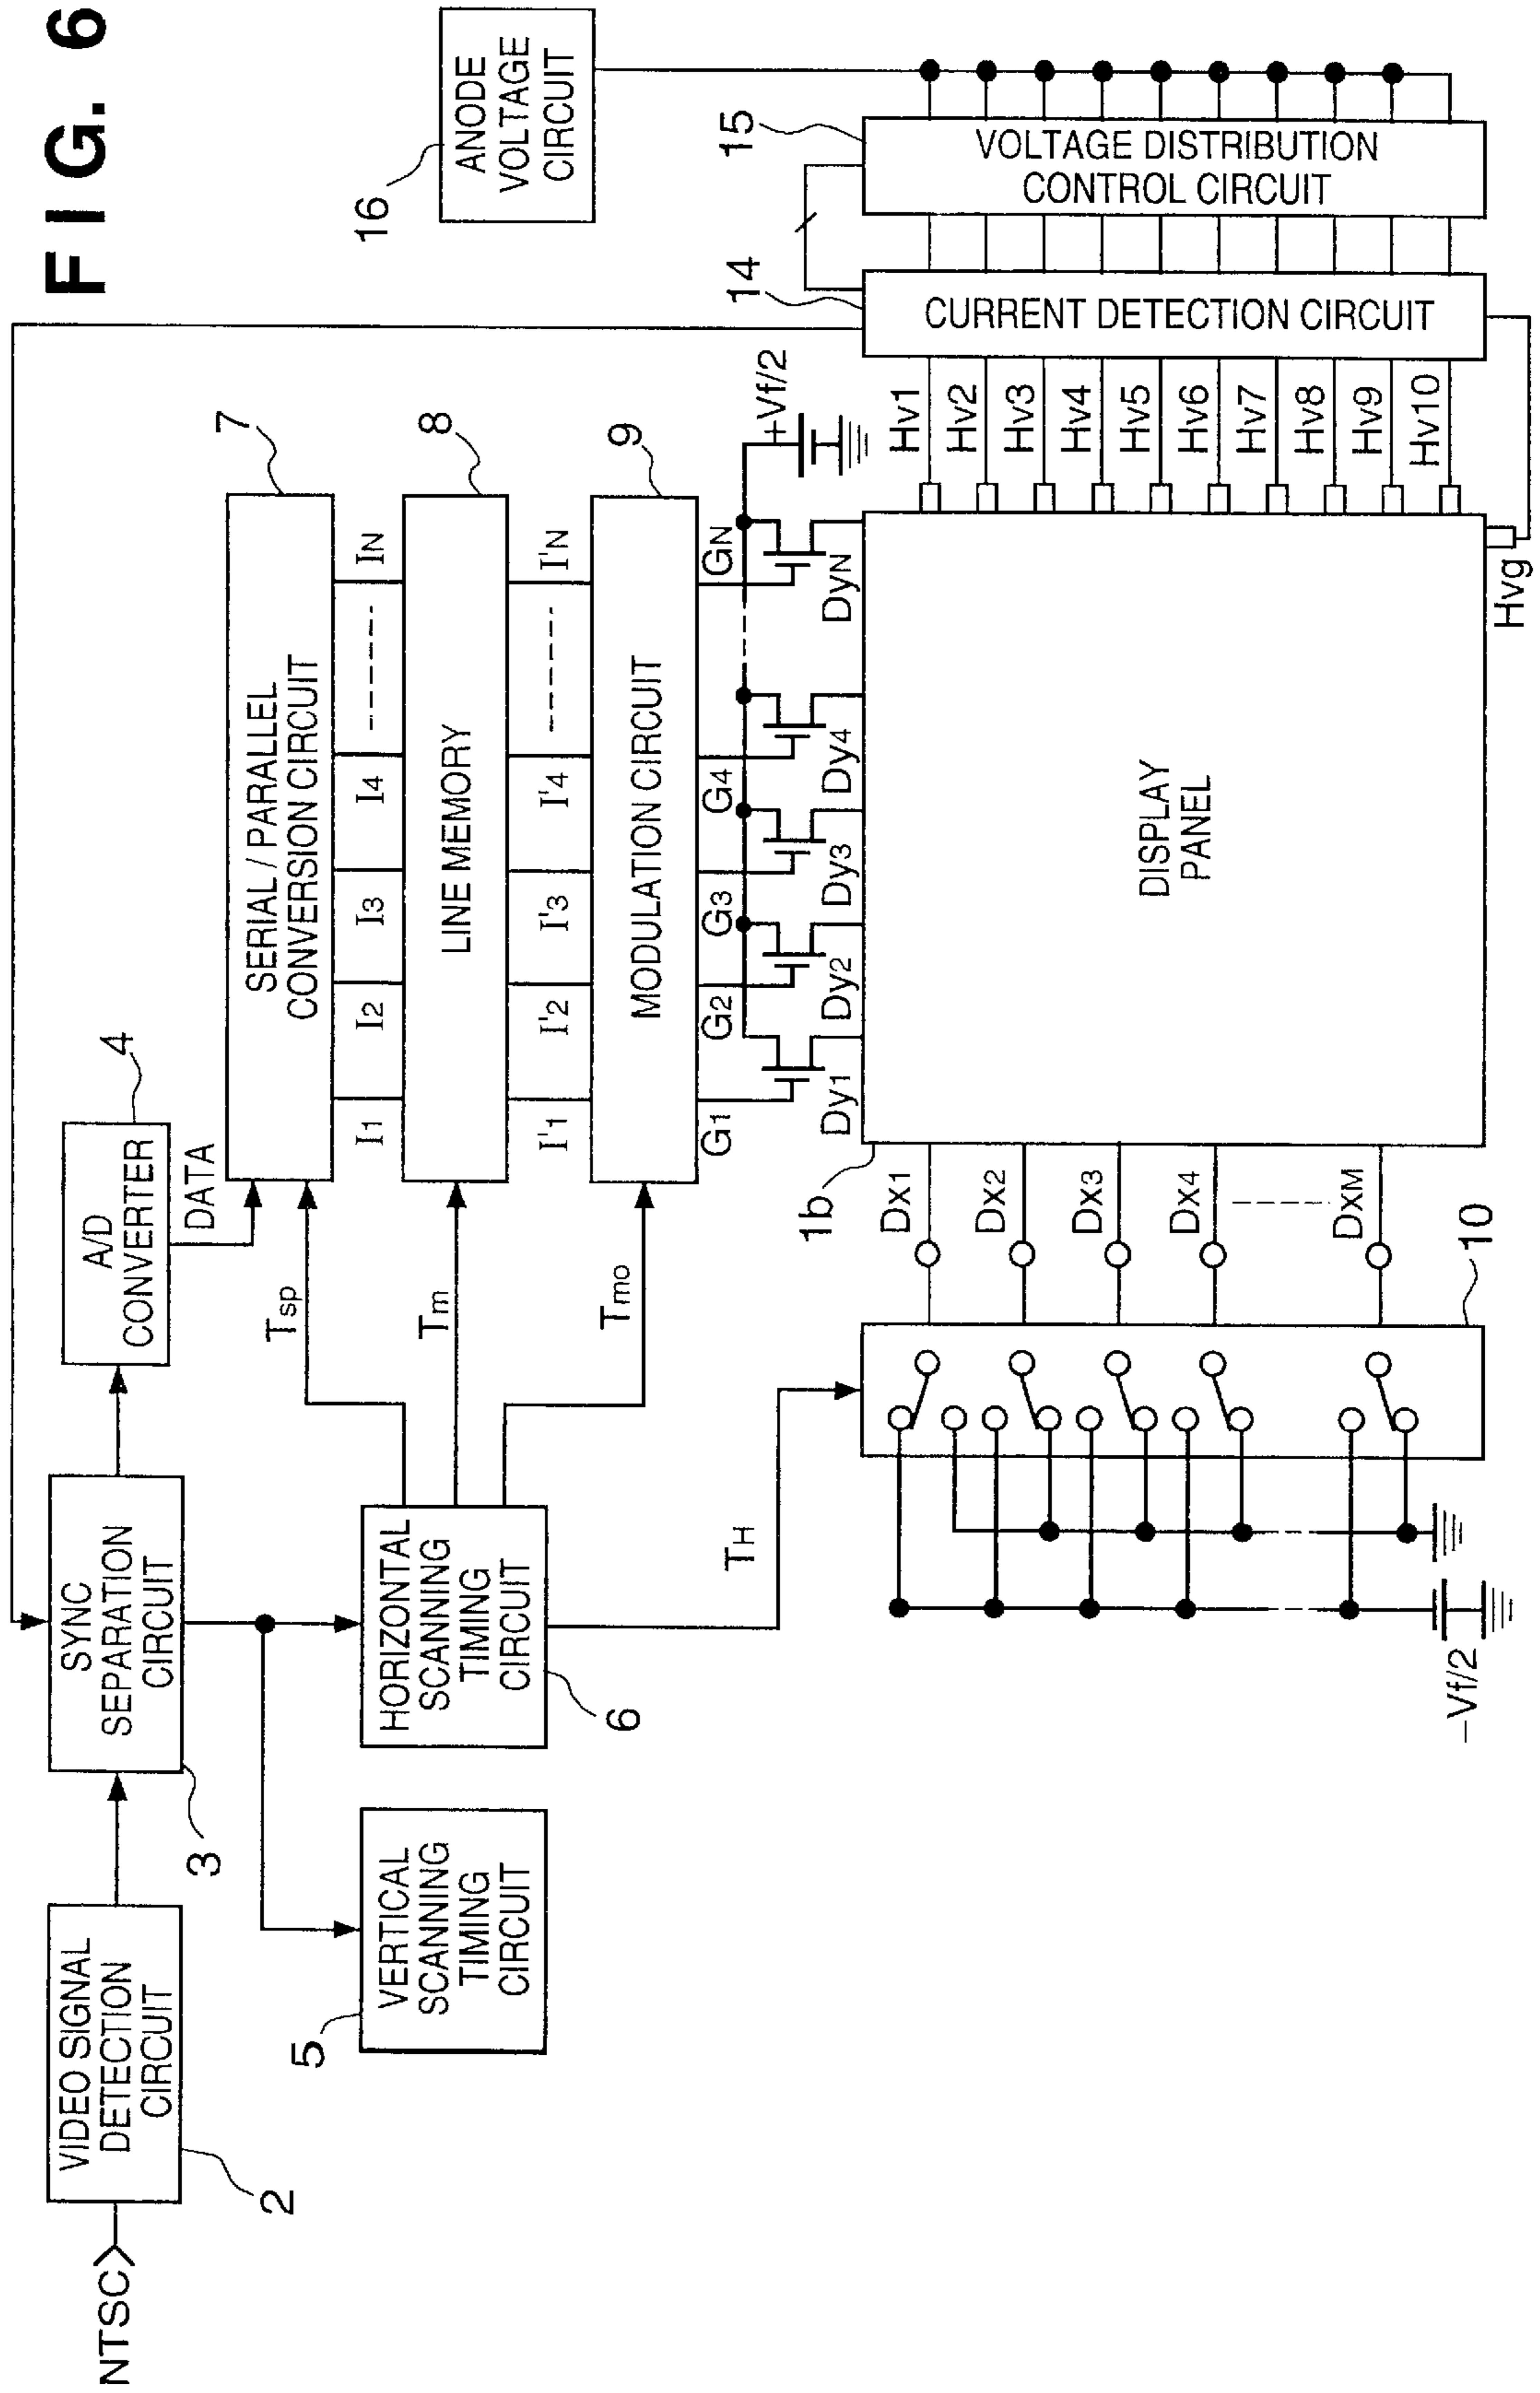 FIG. 6
NTSC
VIDEO SIGNAL
DETECTION
CIRCUIT
2
SYNC
SEPARATION
CIRCUIT
3
A/D
CONVERTER
4
DATA
VERTICAL
SCANNING
TIMING
CIRCUIT
5
HORIZONTAL
SCANNING
TIMING
CIRCUIT
6
Tsp
Tm
Tmo
TH
SERIAL / PARALLEL
CONVERSION CIRCUIT
7
I1 I2 I3 I4 IN
LINE MEMORY
8
I'1 I'2 I'3 I'4 I'N
MODULATION CIRCUIT
9
G1 G2 G3 G4 GN
+Vf/2
Dy1 Dy2 Dy3 Dy4 DyN
ANODE
VOLTAGE
CIRCUIT
16
DISPLAY
PANEL
1b
Dx1
Dx2
Dx3
Dx4
DxM
10
−Vf/2
Hv1
Hv2
Hv3
Hv4
Hv5
Hv6
Hv7
Hv8
Hv9
Hv10
Hvg
CURRENT DETECTION CIRCUIT
14
VOLTAGE DISTRIBUTION
CONTROL CIRCUIT
15